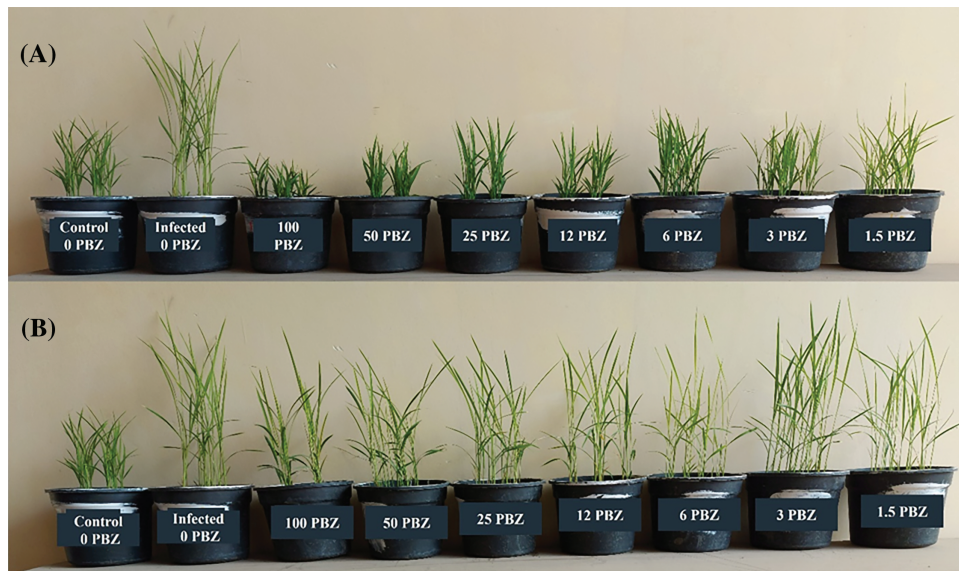 (A)
Control
0 PBZ
Infected
0 PBZ
100
PBZ
50 PBZ
25 PBZ
12 PBZ
6 PBZ
3 PBZ
1.5 PBZ
(B)
Control
0 PBZ
Infected
0 PBZ
100 PBZ
50 PBZ
25 PBZ
12 PBZ
6 PBZ
3 PBZ
1.5 PBZ